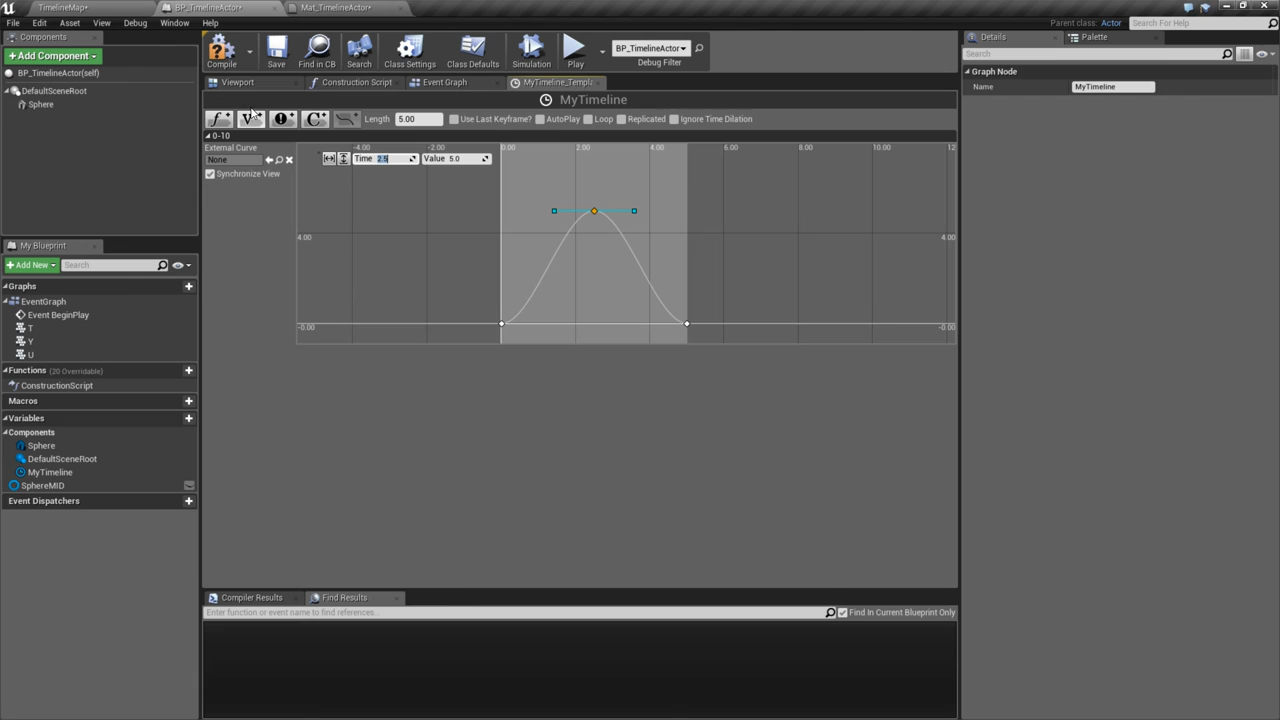 TimelineMap*
BP_TimelineActor*
Mat_TimelineActor*
File Edit Asset View Debug Window Help
Parent class: Actor
Search For Help
Components
Add Component
BP_TimelineActor(self)
DefaultSceneRoot
Sphere
Compile
Save
Find in CB
Search
Class Settings
Class Defaults
Simulation
Play
BP_TimelineActor
Debug Filter
Viewport
Construction Script
Event Graph
MyTimeline_Templ
MyTimeline
f+ V+ C+
Length 5.00
Use Last Keyframe?
AutoPlay
Loop
Replicated
Ignore Time Dilation
0-10
External Curve
None
Synchronize View
Time 2.5
Value 5.0
-4.00 -2.00 0.00 2.00 4.00 6.00 8.00 10.00 12
4.00 4.00
-0.00 -0.00
My Blueprint
Add New
Search
Graphs
EventGraph
Event BeginPlay
T
Y
U
Functions (20 Overridable)
ConstructionScript
Macros
Variables
Components
Sphere
DefaultSceneRoot
MyTimeline
SphereMID
Event Dispatchers
Compiler Results
Find Results
Enter function or event name to find references...
Find In Current Blueprint Only
Details
Palette
Search
Graph Node
Name MyTimeline